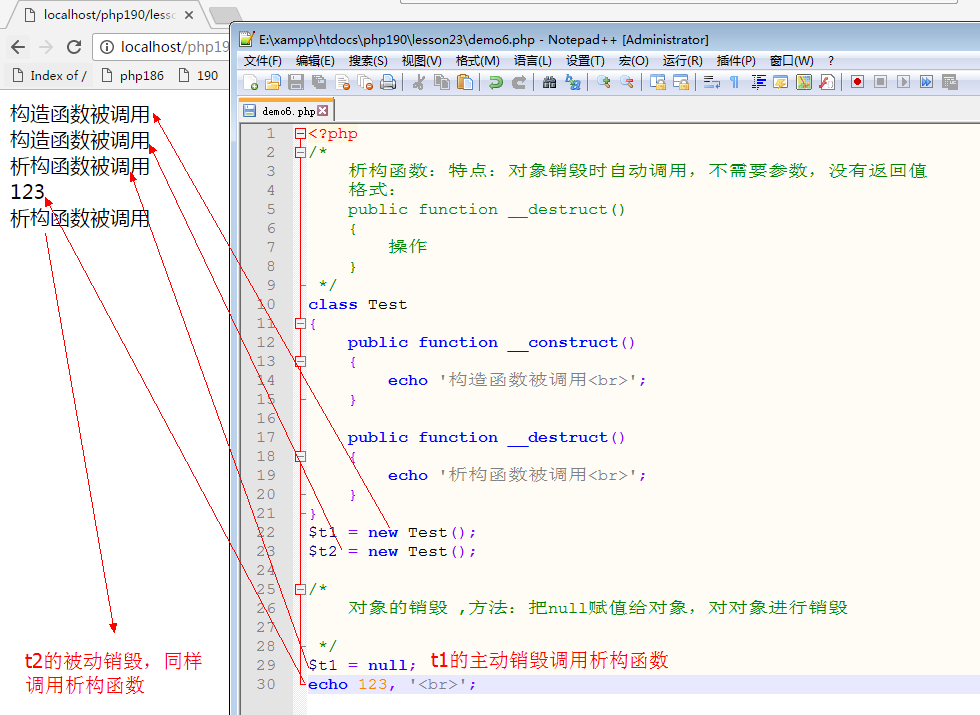 localhost/php190/less
localhost/php19
Index of /
php186
190
构造函数被调用
构造函数被调用
析构函数被调用
123
析构函数被调用
t2的被动销毁，同样
调用析构函数
E:\xampp\htdocs\php190\lesson23\demo6.php - Notepad++ [Administrator]
文件(F) 编辑(E) 搜索(S) 视图(V) 格式(M) 语言(L) 设置(T) 宏(O) 运行(R) 插件(P) 窗口(W) ?
demo6.php
1 <?php
2 /*
3 析构函数：特点：对象销毁时自动调用，不需要参数，没有返回值
4 格式：
5 public function __destruct()
6 {
7 操作
8 }
9 */
10 class Test
11 {
12 public function __construct()
13 {
14 echo '构造函数被调用<br>';
15 }
16
17 public function __destruct()
18 {
19 echo '析构函数被调用<br>';
20 }
21 }
22 $t1 = new Test();
23 $t2 = new Test();
24
25 /*
26 对象的销毁 ,方法：把null赋值给对象，对对象进行销毁
27
28 */
29 $t1 = null; t1的主动销毁调用析构函数
30 echo 123, '<br>';